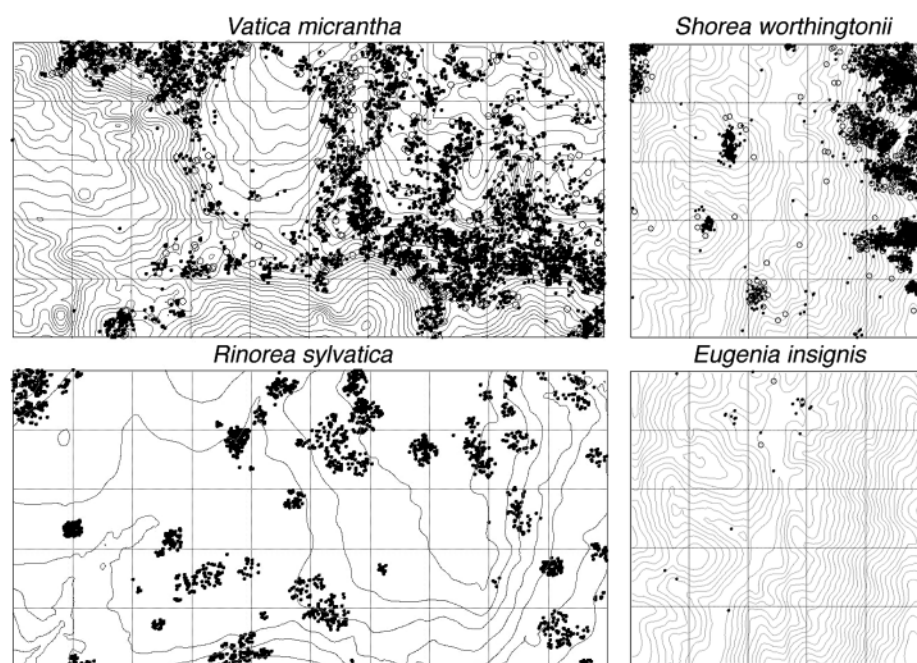 Vatica micrantha
Shorea worthingtonii
Rinorea sylvatica
Eugenia insignis